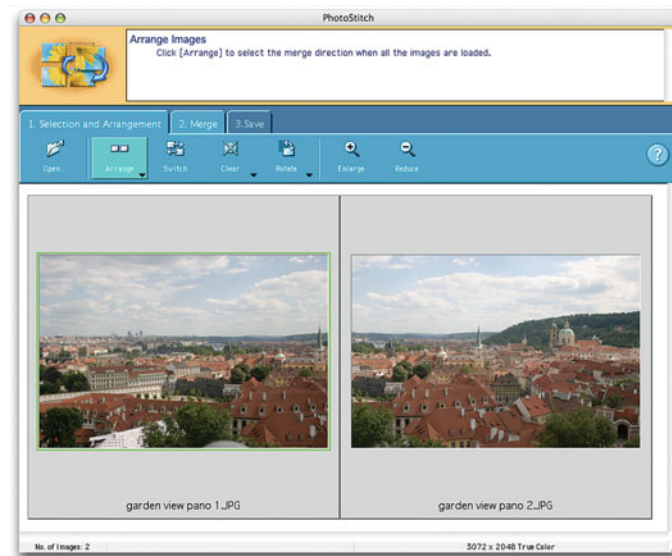 PhotoStitch
Arrange Images
Click [Arrange] to select the merge direction when all the images are loaded.
1. Selection and Arrangement
2. Merge
3.Save
Open...
Arrange
Switch
Clear
Rotate
Enlarge
Reduce
?
garden view pano 1.JPG
garden view pano 2.JPG
No. of Images: 2
3072 x 2048 True Color